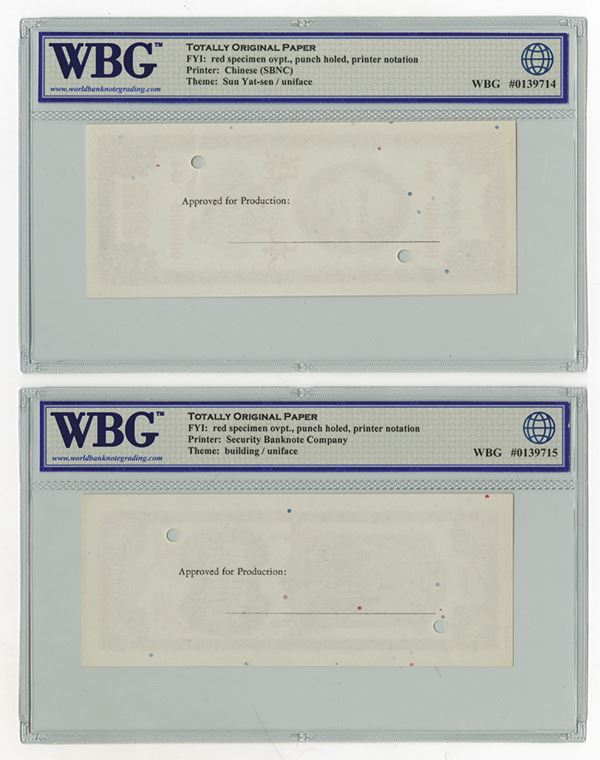 WBG™
www.worldbanknotegrading.com
TOTALLY ORIGINAL PAPER
FYI: red specimen ovpt., punch holed, printer notation
Printer: Chinese (SBNC)
Theme: Sun Yat-sen / uniface
WBG #0139714
Approved for Production:
WBG™
www.worldbanknotegrading.com
TOTALLY ORIGINAL PAPER
FYI: red specimen ovpt., punch holed, printer notation
Printer: Security Banknote Company
Theme: building / uniface
WBG #0139715
Approved for Production: